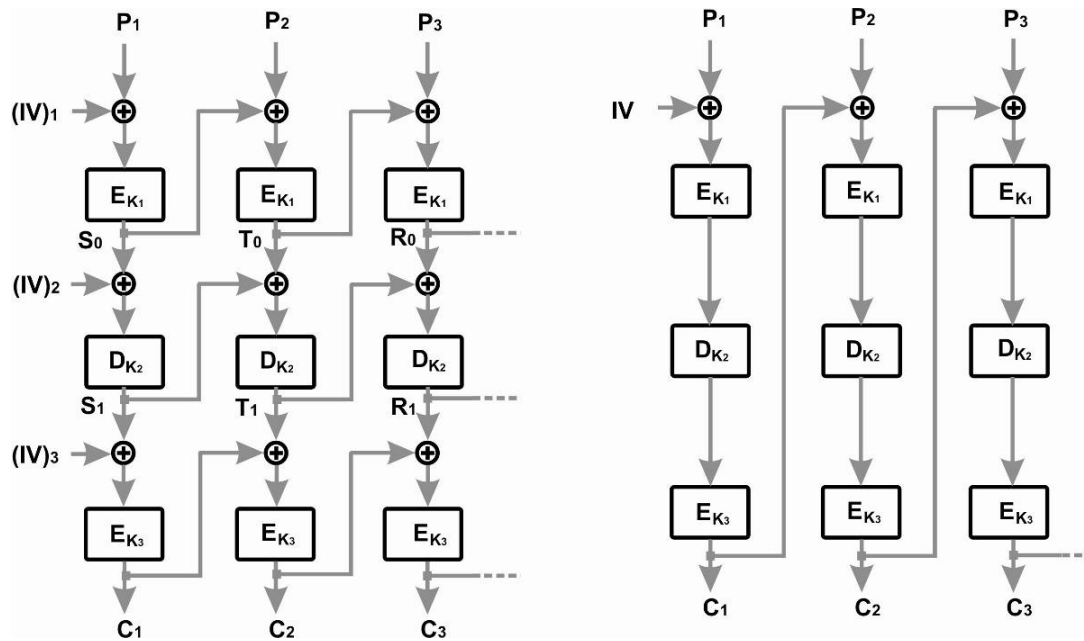 P1 P2 P3
(IV)1
EK1 EK1 EK1
S0 T0 R0
(IV)2
DK2 DK2 DK2
S1 T1 R1
(IV)3
EK3 EK3 EK3
C1 C2 C3
P1 P2 P3
IV
EK1 EK1 EK1
DK2 DK2 DK2
EK3 EK3 EK3
C1 C2 C3